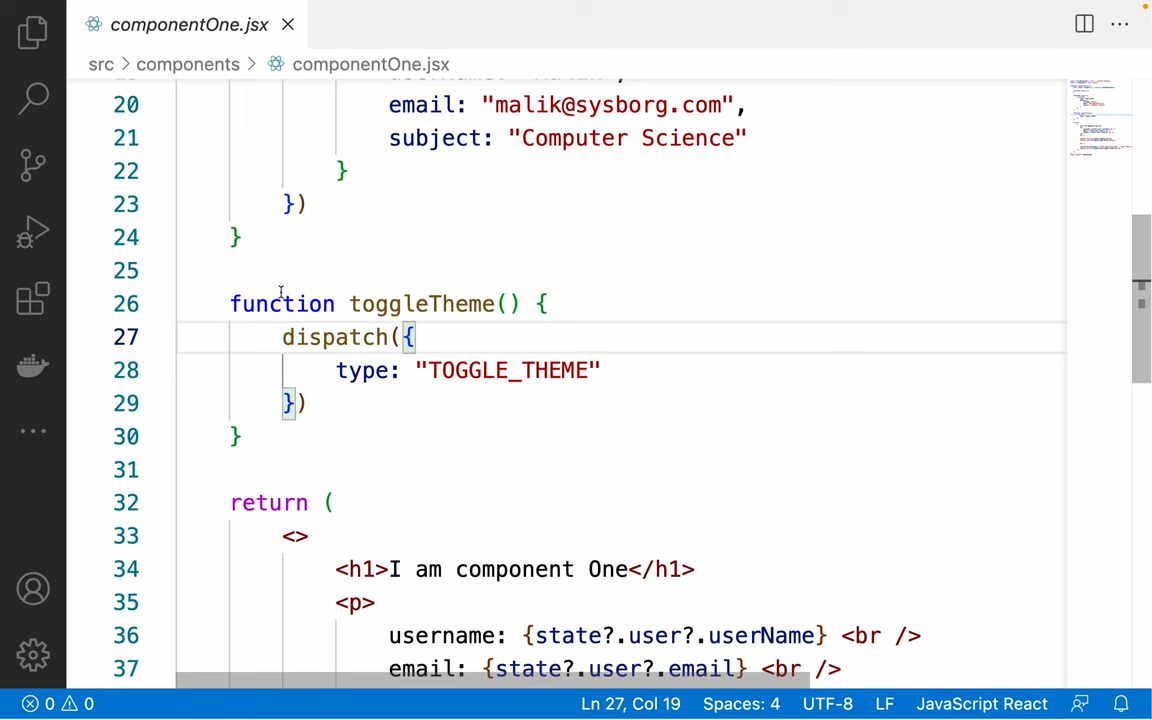 componentOne.jsx
src > components > componentOne.jsx
20 email: "malik@sysborg.com",
21 subject: "Computer Science"
22 }
23 })
24 }
25
26 function toggleTheme() {
27 dispatch({
28 type: "TOGGLE_THEME"
29 })
30 }
31
32 return (
33 <>
34 <h1>I am component One</h1>
35 <p>
36 username: {state?.user?.userName} <br />
37 email: {state?.user?.email} <br />
0 0 Ln 27, Col 19 Spaces: 4 UTF-8 LF JavaScript React